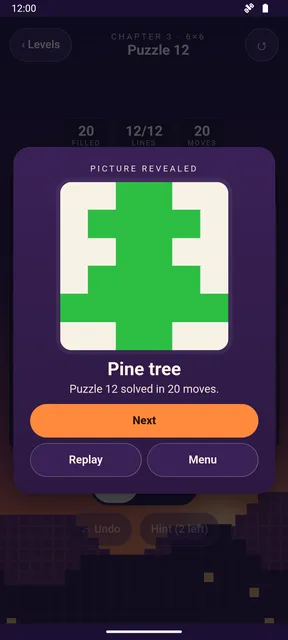 12:00
‹ Levels
CHAPTER 3 · 6×6
Puzzle 12
20
FILLED
12/12
LINES
20
MOVES
PICTURE REVEALED
Pine tree
Puzzle 12 solved in 20 moves.
Next
Replay
Menu
Undo
Hint (2 left)